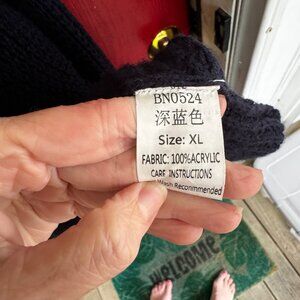 BN0524
深蓝色
Size: XL
FABRIC: 100%ACRYLIC
CARE INSTRUCTIONS
Wash Recommended
WELCOME